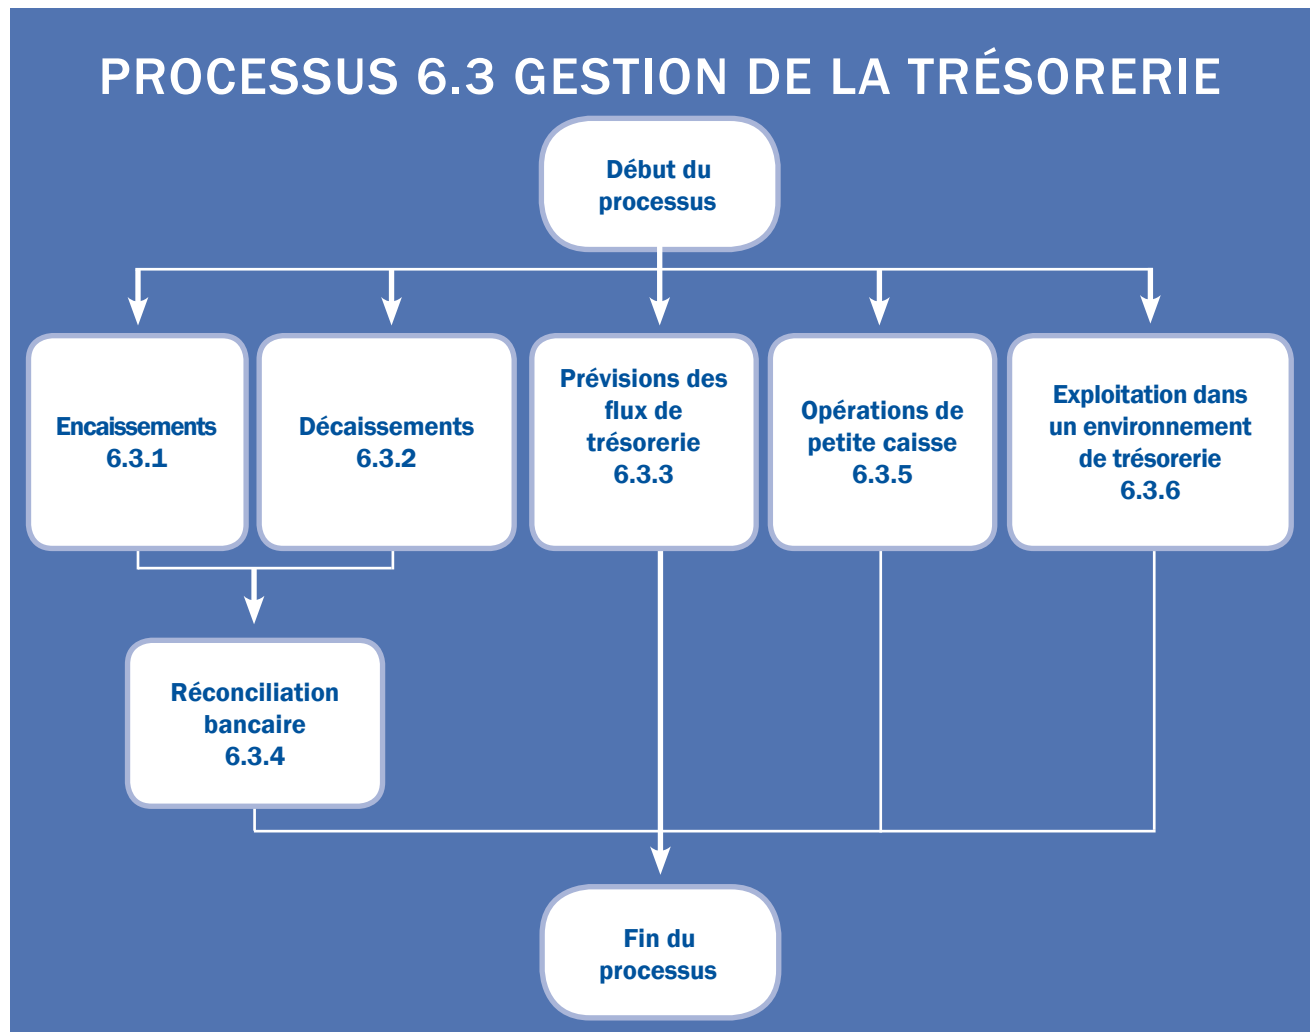 PROCESSUS 6.3 GESTION DE LA TRÉSORERIE
Début du
processus
Encaissements
6.3.1
Décaissements
6.3.2
Prévisions des
flux de
trésorerie
6.3.3
Opérations de
petite caisse
6.3.5
Exploitation dans
un environnement
de trésorerie
6.3.6
Réconciliation
bancaire
6.3.4
Fin du
processus